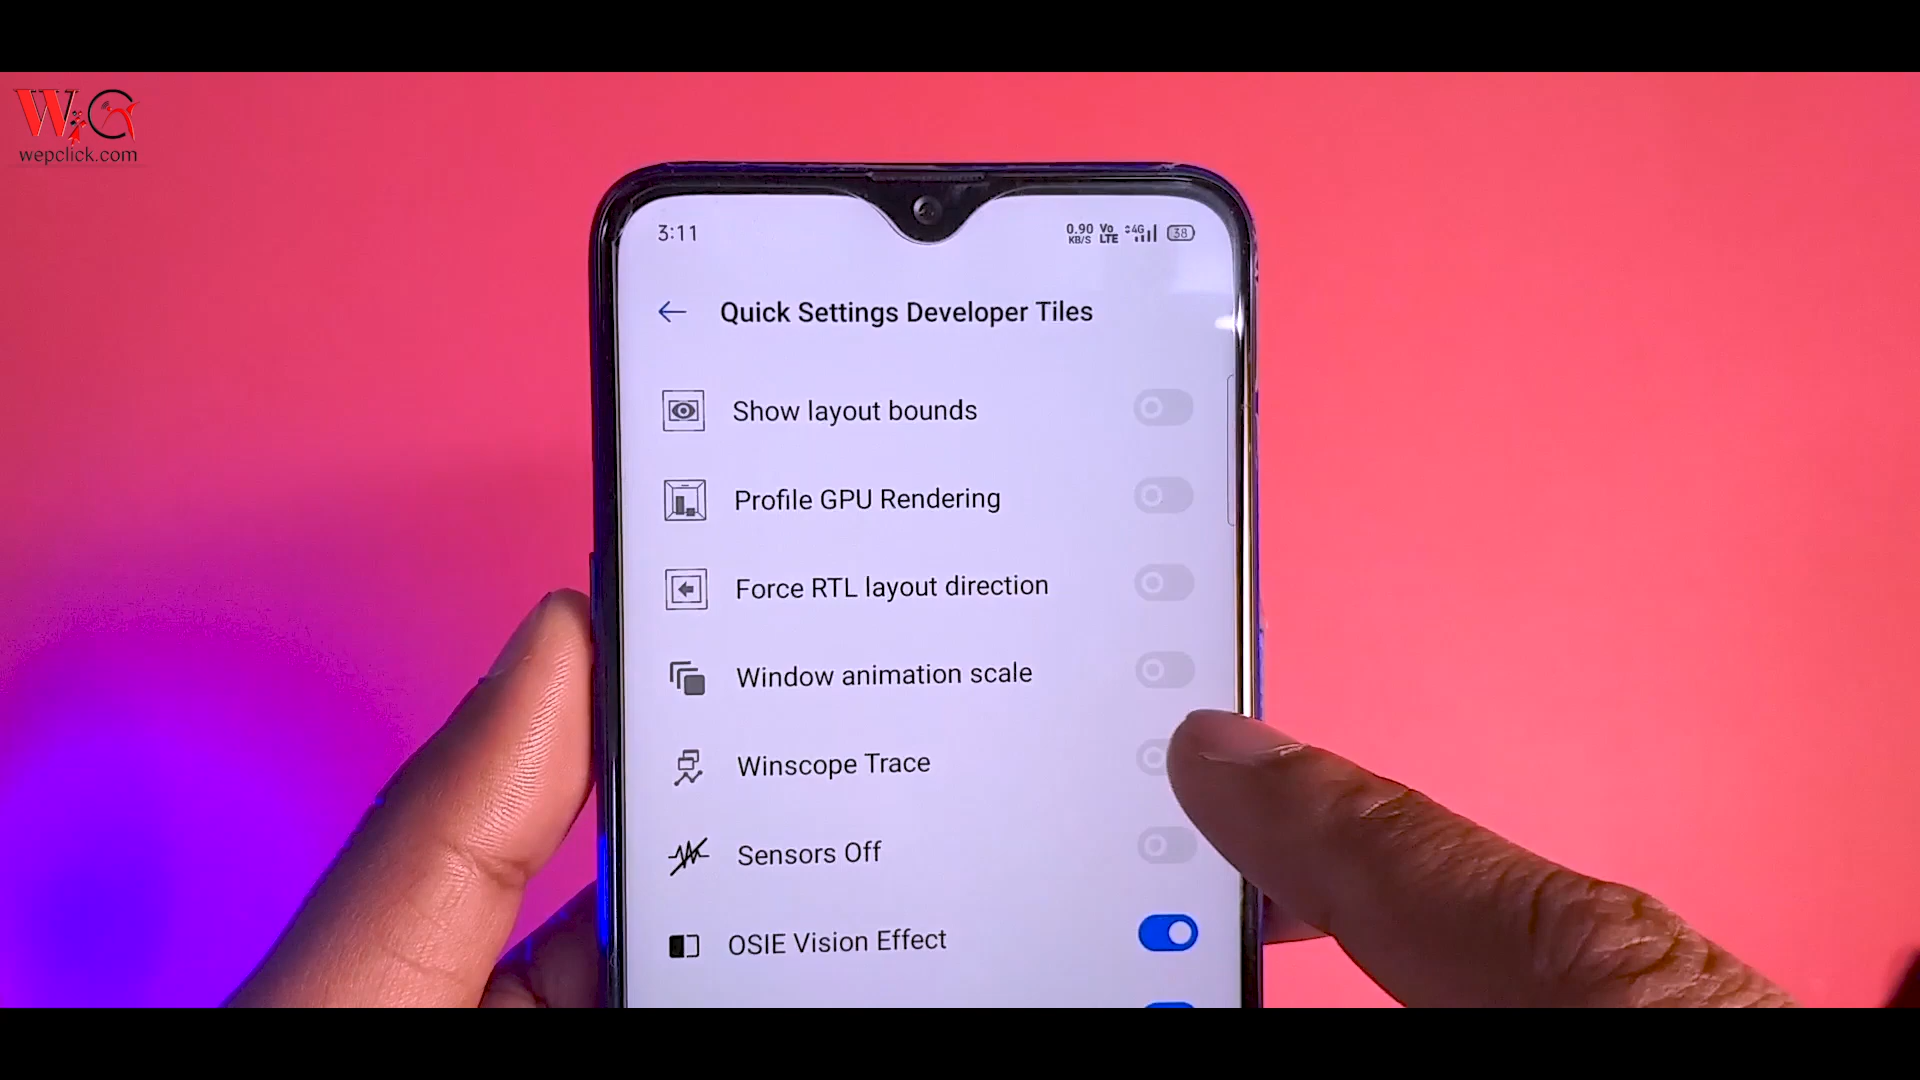 WC
wepclick.com
3:11
0.90 KB/S Vo LTE 4G 38
Quick Settings Developer Tiles
Show layout bounds
Profile GPU Rendering
Force RTL layout direction
Window animation scale
Winscope Trace
Sensors Off
OSIE Vision Effect